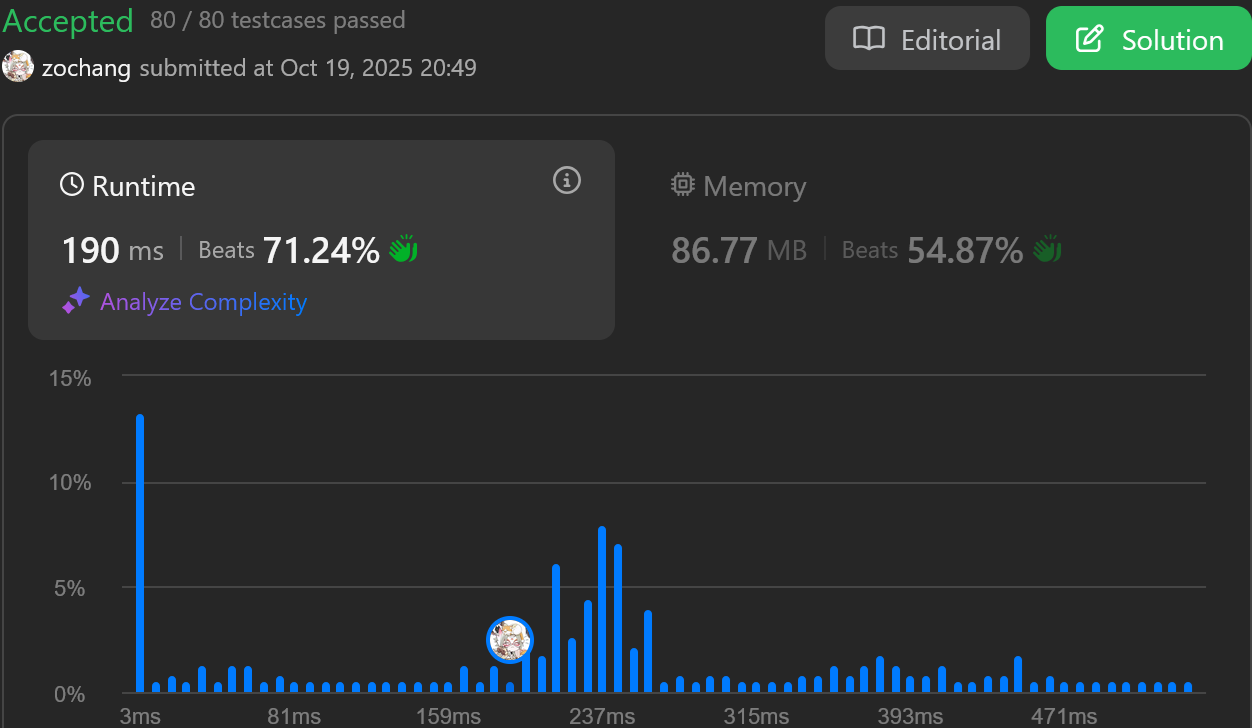 Accepted 80 / 80 testcases passed
Editorial
Solution
zochang submitted at Oct 19, 2025 20:49
Runtime
190 ms | Beats 71.24%
Analyze Complexity
Memory
86.77 MB | Beats 54.87%
15%
10%
5%
0%
3ms 81ms 159ms 237ms 315ms 393ms 471ms